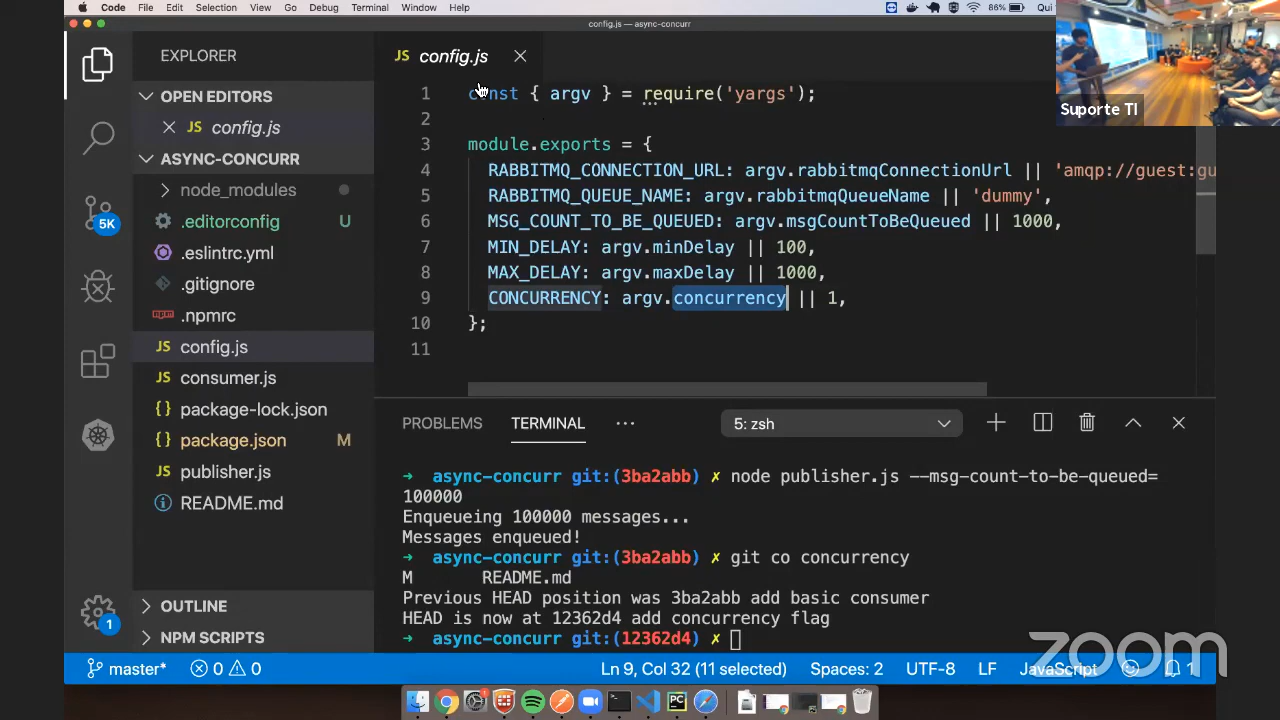 Code File Edit Selection View Go Debug Terminal Window Help 86% Qui
config.js — async-concurr
EXPLORER
OPEN EDITORS
JS config.js
ASYNC-CONCURR
node_modules
.editorconfig U
.eslintrc.yml
.gitignore
.npmrc
JS config.js
JS consumer.js
{} package-lock.json
{} package.json M
JS publisher.js
README.md
OUTLINE
NPM SCRIPTS
5K
1
JS config.js
1 const { argv } = require('yargs');
2
3 module.exports = {
4 RABBITMQ_CONNECTION_URL: argv.rabbitmqConnectionUrl || 'amqp://guest:gu
5 RABBITMQ_QUEUE_NAME: argv.rabbitmqQueueName || 'dummy',
6 MSG_COUNT_TO_BE_QUEUED: argv.msgCountToBeQueued || 1000,
7 MIN_DELAY: argv.minDelay || 100,
8 MAX_DELAY: argv.maxDelay || 1000,
9 CONCURRENCY: argv.concurrency || 1,
10 };
11
PROBLEMS TERMINAL ··· 5: zsh
➜ async-concurr git:(3ba2abb) ✗ node publisher.js --msg-count-to-be-queued=
100000
Enqueueing 100000 messages...
Messages enqueued!
➜ async-concurr git:(3ba2abb) ✗ git co concurrency
M README.md
Previous HEAD position was 3ba2abb add basic consumer
HEAD is now at 12362d4 add concurrency flag
➜ async-concurr git:(12362d4) ✗
master* 0 0 Ln 9, Col 32 (11 selected) Spaces: 2 UTF-8 LF JavaScript 1
Suporte TI
zoom
PC